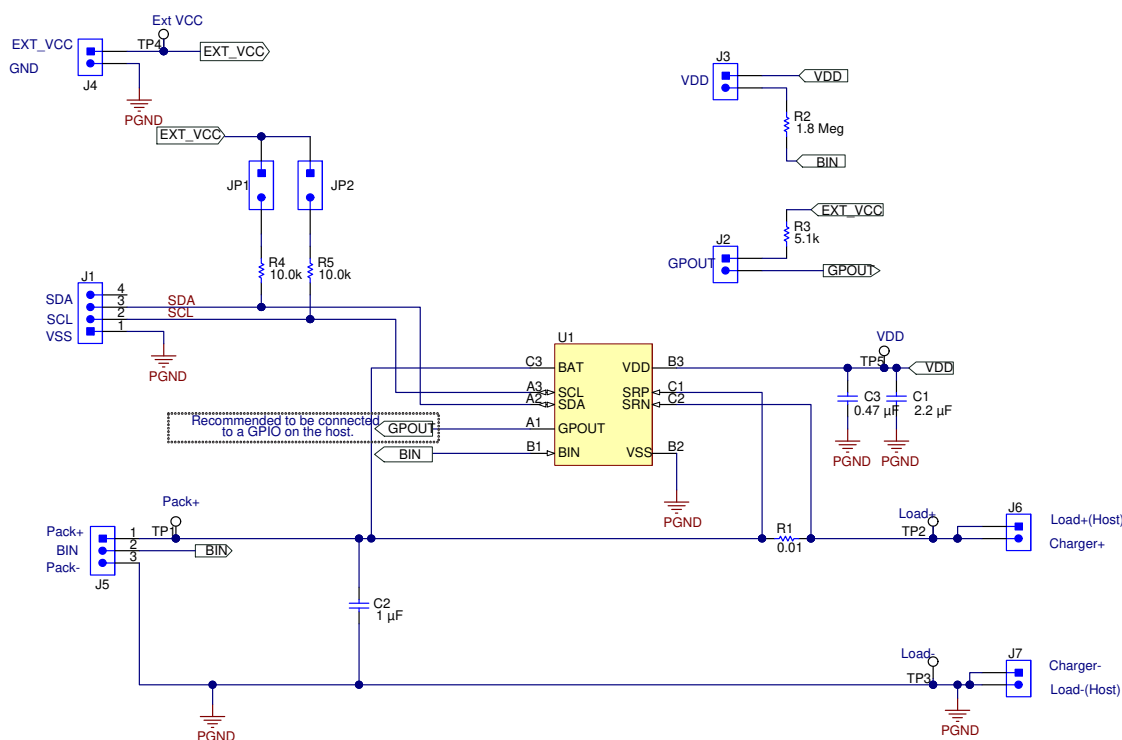 Ext VCC
EXT_VCC
TP4
EXT_VCC
GND
J4
PGND
J3
VDD
VDD
R2
1.8 Meg
BIN
EXT_VCC
JP1
JP2
EXT_VCC
R3
5.1k
J2
GPOUT
GPOUT
R4
10.0k
R5
10.0k
J1
SDA
4
3
SDA
SCL
2
SCL
VSS
1
PGND
U1
C3
BAT
VDD
B3
A3
SCL
SRP
C1
A2
SDA
SRN
C2
A1
GPOUT
B1
BIN
VSS
B2
PGND
VDD
TP5
VDD
C3
0.47 µF
C1
2.2 µF
PGND
PGND
Recommended to be connected
to a GPIO on the host.
GPOUT
BIN
Pack+
Pack+
1
TP1
BIN
2
BIN
Pack-
3
J5
R1
0.01
Load+
TP2
J6
Load+(Host)
Charger+
C2
1 µF
Load-
TP3
J7
Charger-
Load-(Host)
PGND
PGND